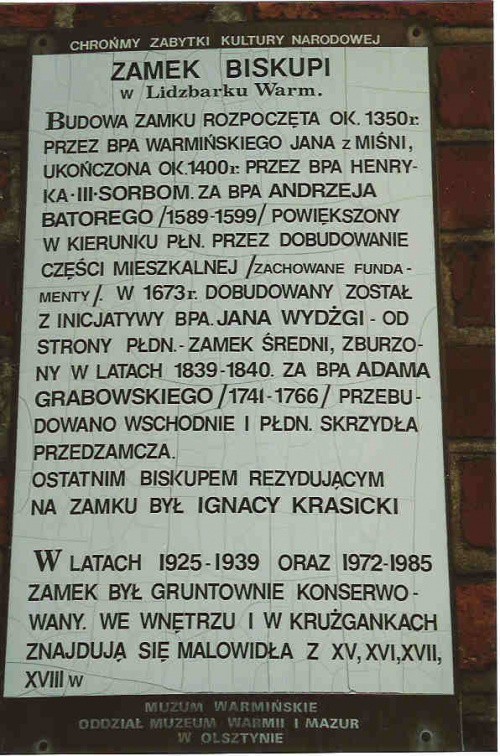 CHROŃMY ZABYTKI KULTURY NARODOWEJ
ZAMEK BISKUPI
w Lidzbarku Warm.
BUDOWA ZAMKU ROZPOCZĘTA OK. 1350r.
PRZEZ BPA WARMIŃSKIEGO JANA z MIŚNI,
UKOŃCZONA OK.1400r. PRZEZ BPA HENRY-
KA·III·SORBOM. ZA BPA ANDRZEJA
BATOREGO /1589-1599/ POWIĘKSZONY
W KIERUNKU PŁN. PRZEZ DOBUDOWANIE
CZĘŚCI MIESZKALNEJ /ZACHOWANE FUNDA-
MENTY/. W 1673r. DOBUDOWANY ZOSTAŁ
Z INICJATYWY BPA. JANA WYDŻGI - OD
STRONY PŁDN.- ZAMEK ŚREDNI, ZBURZO-
NY W LATACH 1839-1840. ZA BPA ADAMA
GRABOWSKIEGO /1741-1766/ PRZEBU-
DOWANO WSCHODNIE I PŁDN. SKRZYDŁA
PRZEDZAMCZA.
OSTATNIM BISKUPEM REZYDUJĄCYM
NA ZAMKU BYŁ IGNACY KRASICKI
W LATACH 1925-1939 ORAZ 1972-1985
ZAMEK BYŁ GRUNTOWNIE KONSERWO-
WANY. WE WNĘTRZU I W KRUŻGANKACH
ZNAJDUJĄ SIĘ MALOWIDŁA Z XV, XVI,XVII,
XVIII W
MUZUM WARMIŃSKIE
ODDZIAŁ MUZEUM WARMII I MAZUR
W OLSZTYNIE